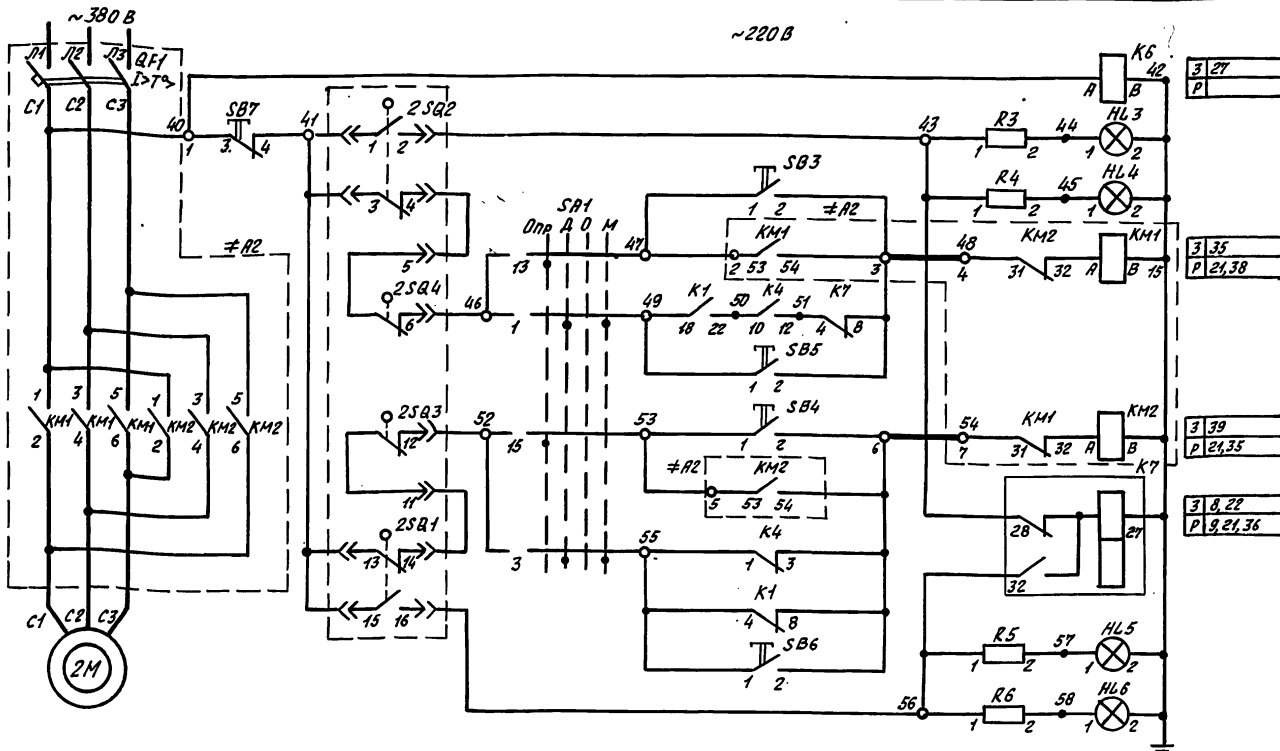 ~380 В
~220 В
Л1 Л2 Л3 QF1
I>T°>
C1 C2 C3
40
1
SB7
3. 4
41
2SQ2
1 2
3 4
5
2SQ4
6
46
≠A2
SA1
Опр Д О М
13
1
47
SB3
1 2
≠A2
KM1
2 53 54
3
48
4
KM2
31 32
KM1
A B 15
49
K1
18 22
50
K4
10 12
51
K7
4 8
SB5
1 2
43
R3
1 2
44
HL3
1 2
R4
1 2
45
HL4
1 2
K6
A B
42
З 27
Р
З 35
Р 21,38
1 3 5 1 3 5
KM1 KM1 KM1 KM2 KM2 KM2
2 4 6 2 4 6
2SQ3
12
11
2SQ1
13 14
15 16
52
15
3
53
SB4
1 2
≠A2
KM2
5 53 54
6
54
7
KM1
31 32
KM2
A B
З 39
Р 21,35
K7
28
27
32
З 8,22
Р 9,21,36
55
K4
1 3
K1
4 8
SB6
1 2
R5
1 2
57
HL5
1 2
56
R6
1 2
58
HL6
1 2
C1 C2 C3
2М